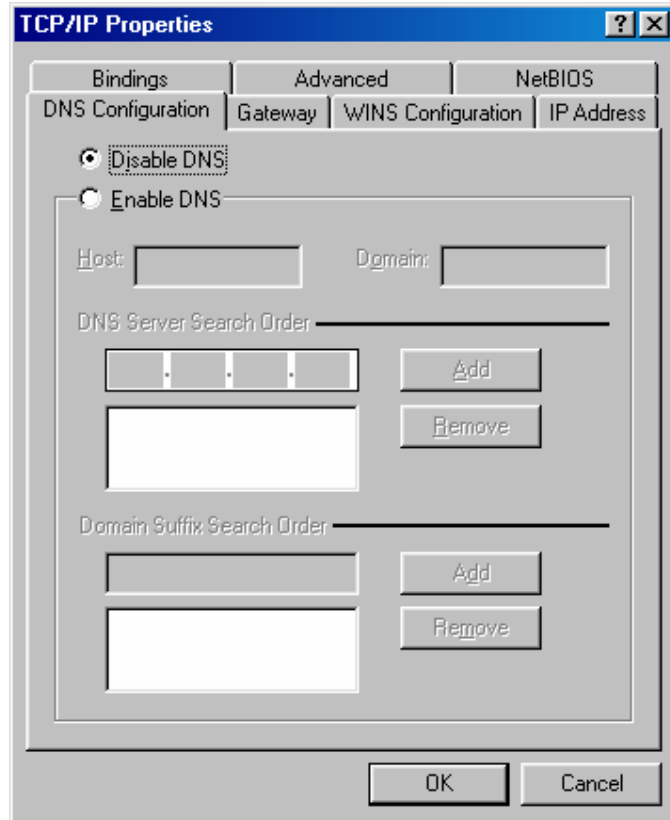 TCP/IP Properties
Bindings Advanced NetBIOS
DNS Configuration Gateway WINS Configuration IP Address
Disable DNS
Enable DNS
Host: Domain:
DNS Server Search Order
. . . Add
Remove
Domain Suffix Search Order
Add
Remove
OK Cancel